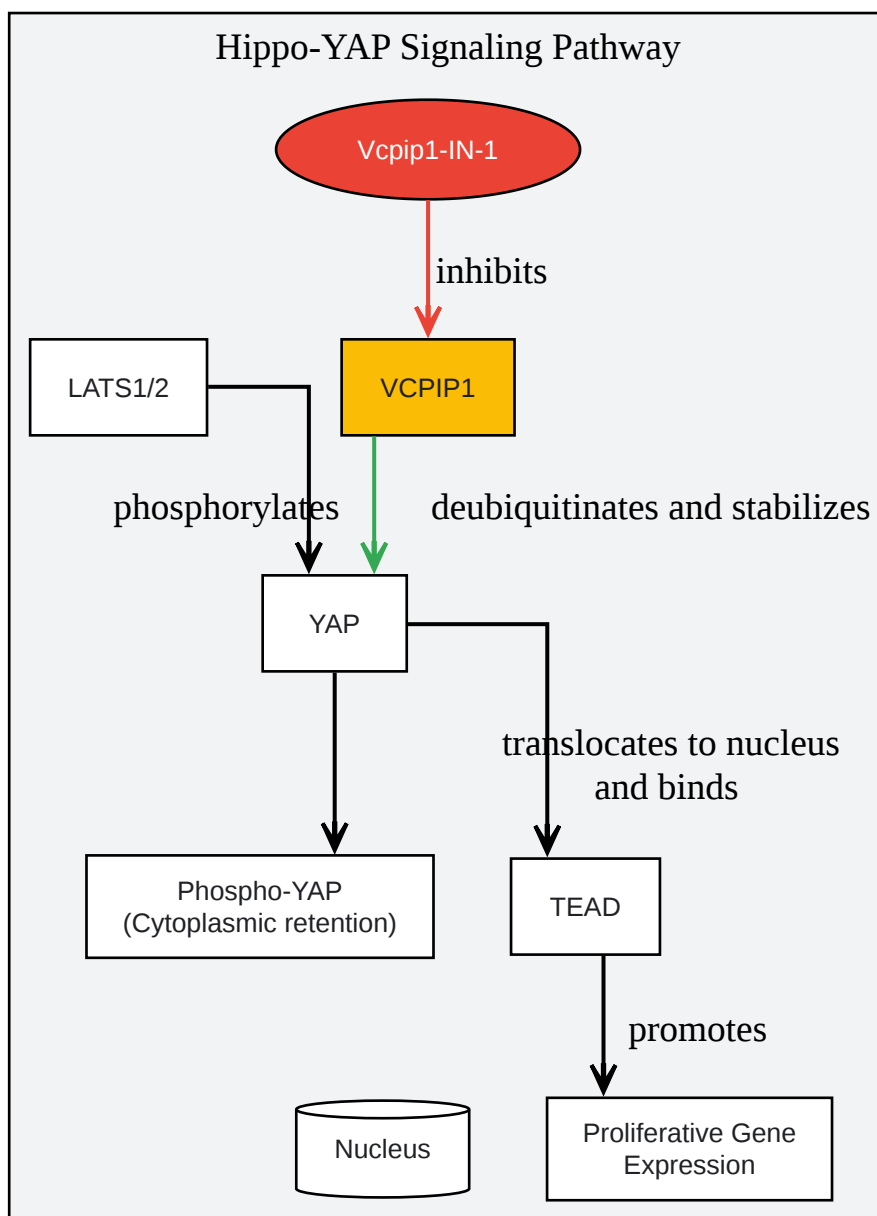 Hippo-YAP Signaling Pathway
Vcpip1-IN-1
inhibits
LATS1/2
VCPIP1
phosphorylates
deubiquitinates and stabilizes
YAP
translocates to nucleus
and binds
Phospho-YAP
(Cytoplasmic retention)
TEAD
promotes
Nucleus
Proliferative Gene
Expression